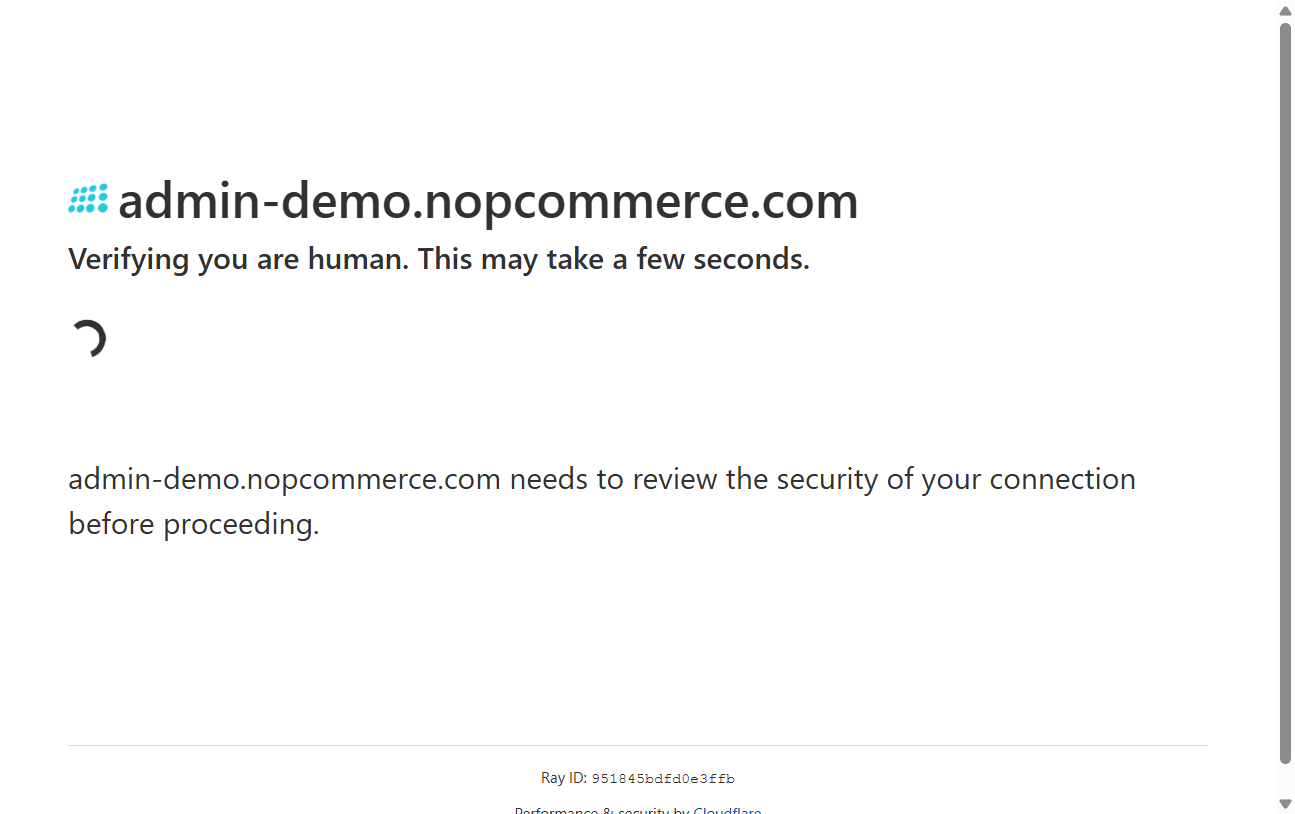 admin-demo.nopcommerce.com
Verifying you are human. This may take a few seconds.
admin-demo.nopcommerce.com needs to review the security of your connection
before proceeding.
Ray ID: 951845bdfd0e3ffb
Performance & security by Cloudflare